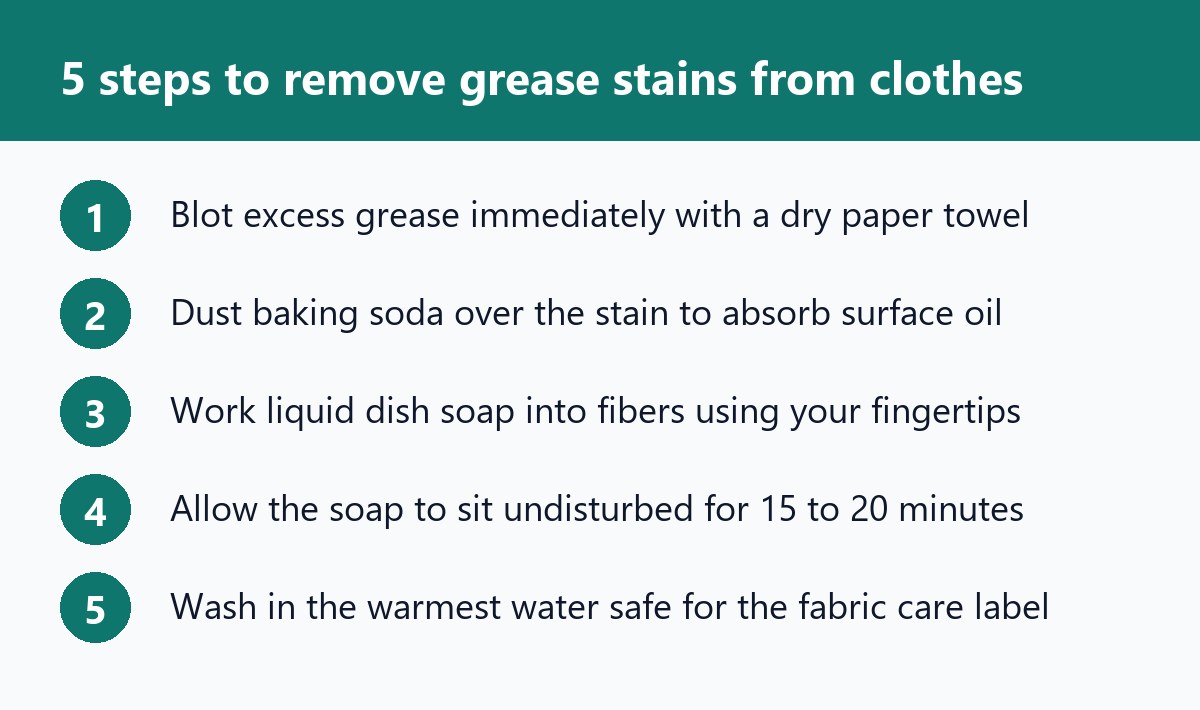 5 steps to remove grease stains from clothes
1 Blot excess grease immediately with a dry paper towel
2 Dust baking soda over the stain to absorb surface oil
3 Work liquid dish soap into fibers using your fingertips
4 Allow the soap to sit undisturbed for 15 to 20 minutes
5 Wash in the warmest water safe for the fabric care label